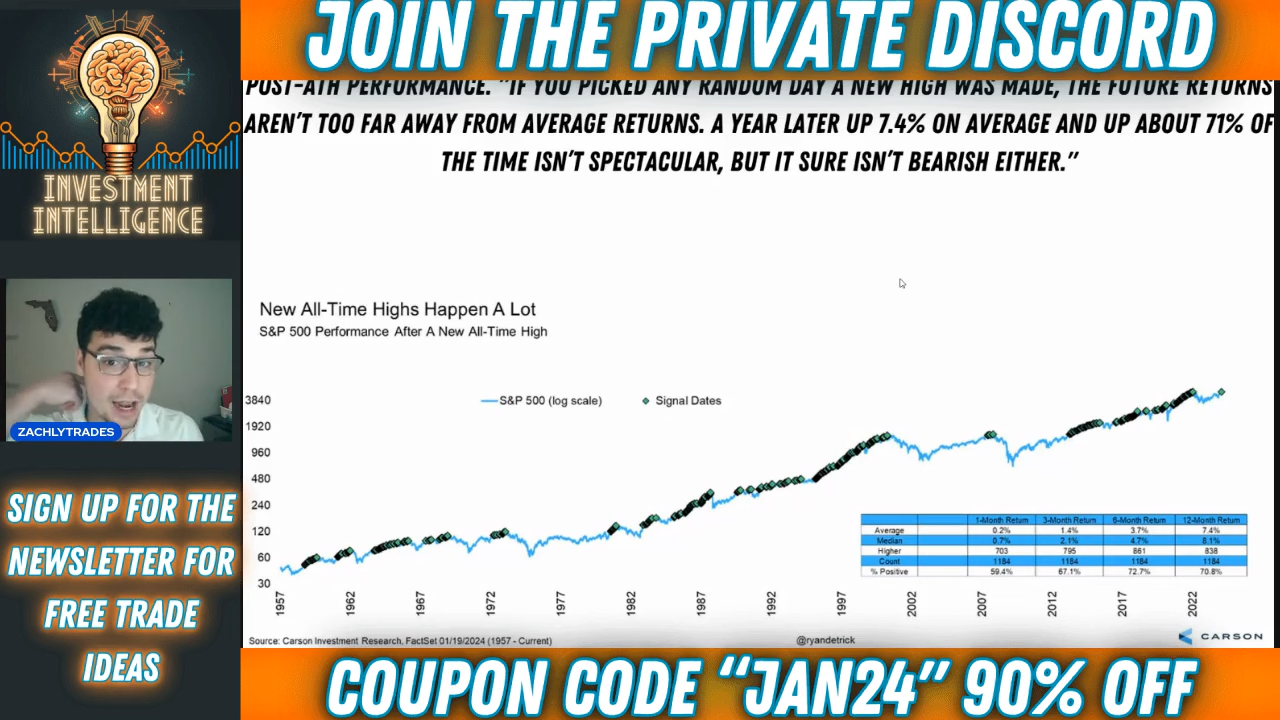 JOIN THE PRIVATE DISCORD
INVESTMENT
INTELLIGENCE
POST-ATH PERFORMANCE. "IF YOU PICKED ANY RANDOM DAY A NEW HIGH WAS MADE, THE FUTURE RETURNS
AREN'T TOO FAR AWAY FROM AVERAGE RETURNS. A YEAR LATER UP 7.4% ON AVERAGE AND UP ABOUT 71% OF
THE TIME ISN'T SPECTACULAR, BUT IT SURE ISN'T BEARISH EITHER."
ZACHLYTRADES
SIGN UP FOR THE
NEWSLETTER FOR
FREE TRADE
IDEAS
New All-Time Highs Happen A Lot
S&P 500 Performance After A New All-Time High
S&P 500 (log scale) Signal Dates
3840
1920
960
480
240
120
60
30
1957 1962 1967 1972 1977 1982 1987 1992 1997 2002 2007 2012 2017 2022
1-Month Return 3-Month Return 6-Month Return 12-Month Return
Average 0.2% 1.4% 3.7% 7.4%
Median 0.7% 2.1% 4.7% 8.1%
Higher 703 795 861 838
Count 1184 1184 1184 1184
% Positive 59.4% 67.1% 72.7% 70.8%
Source: Carson Investment Research, FactSet 01/19/2024 (1957 - Current)
@ryandetrick
CARSON
COUPON CODE "JAN24" 90% OFF